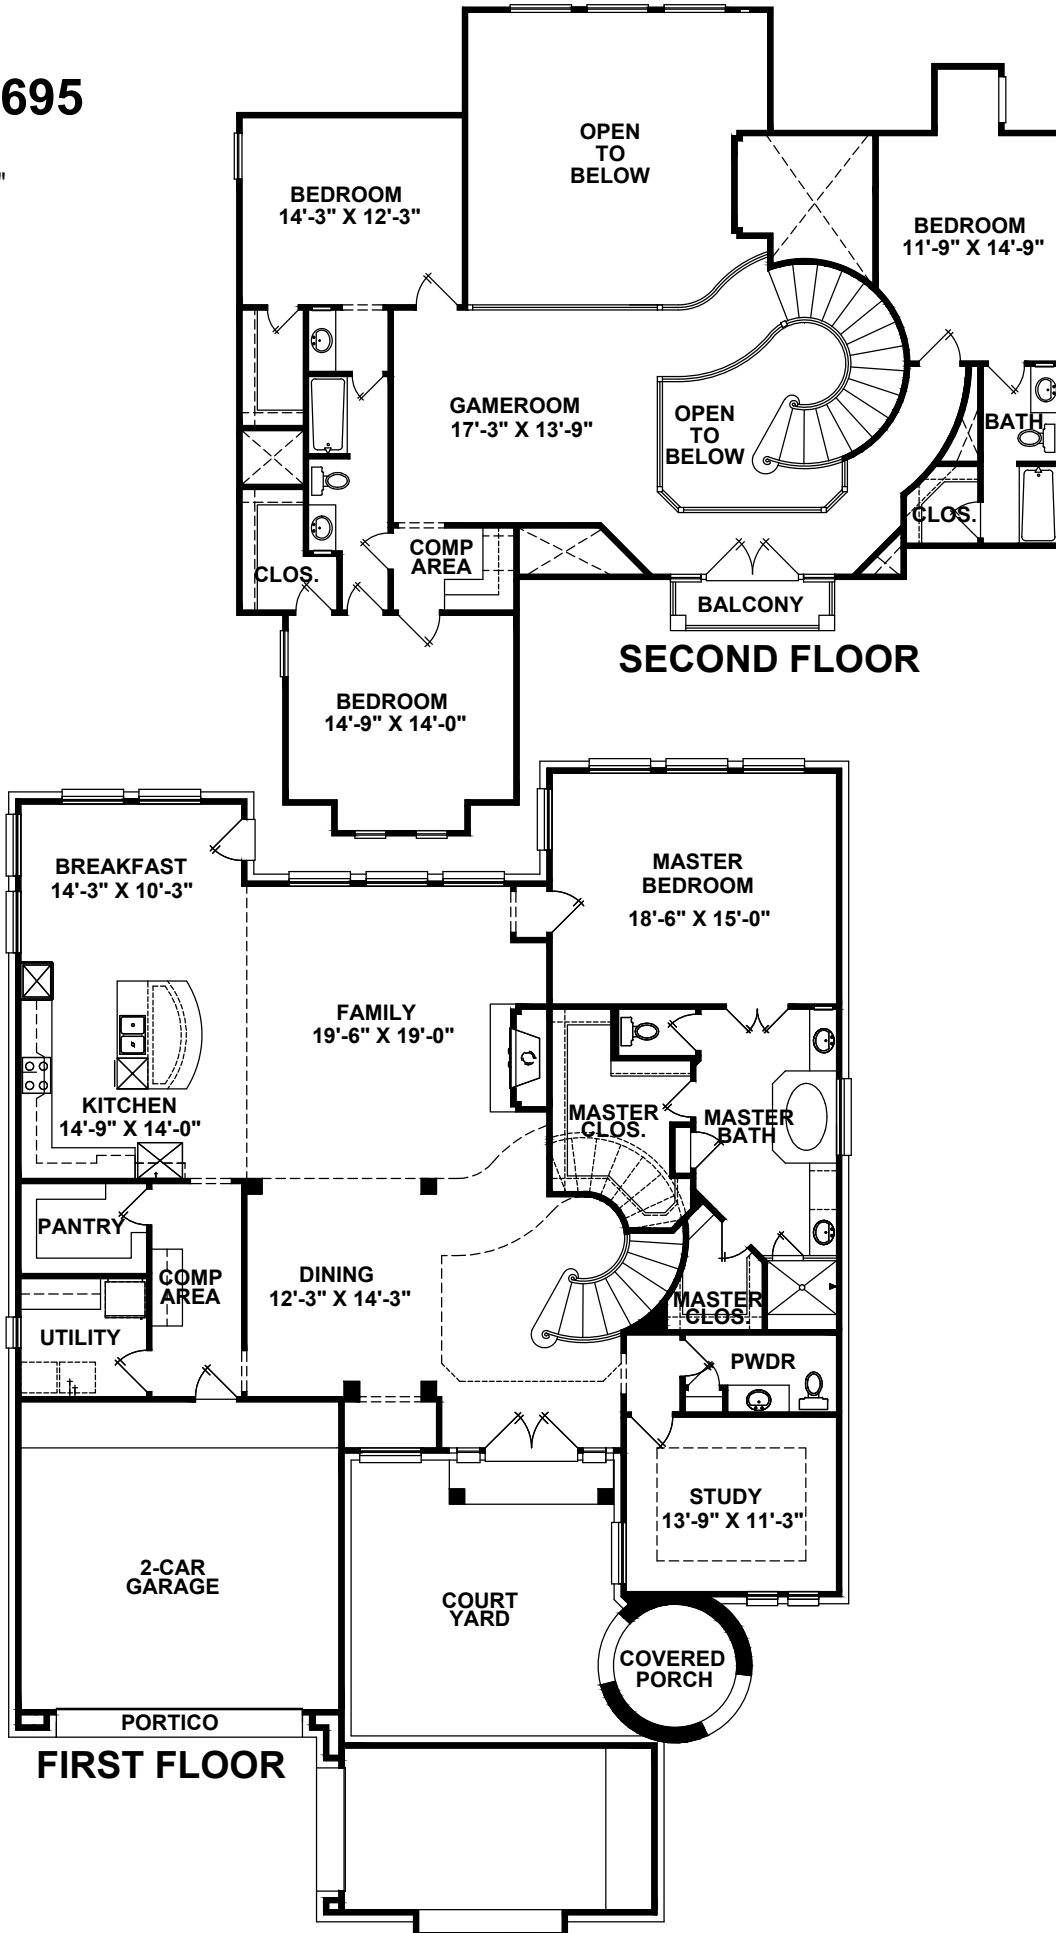 695
"
OPEN
TO
BELOW
BEDROOM
14'-3" X 12'-3"
BEDROOM
11'-9" X 14'-9"
GAMEROOM
17'-3" X 13'-9"
OPEN
TO
BELOW
BATH
CLOS.
COMP
AREA
CLOS.
BALCONY
SECOND FLOOR
BEDROOM
14'-9" X 14'-0"
BREAKFAST
14'-3" X 10'-3"
MASTER
BEDROOM
18'-6" X 15'-0"
FAMILY
19'-6" X 19'-0"
KITCHEN
14'-9" X 14'-0"
MASTER
CLOS.
MASTER
BATH
PANTRY
COMP
AREA
DINING
12'-3" X 14'-3"
MASTER
CLOS.
UTILITY
PWDR
STUDY
13'-9" X 11'-3"
2-CAR
GARAGE
COURT
YARD
COVERED
PORCH
PORTICO
FIRST FLOOR